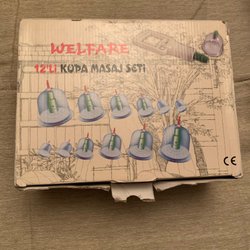 WELFARE
12'Lİ KUPA MASAJ SETİ
CE